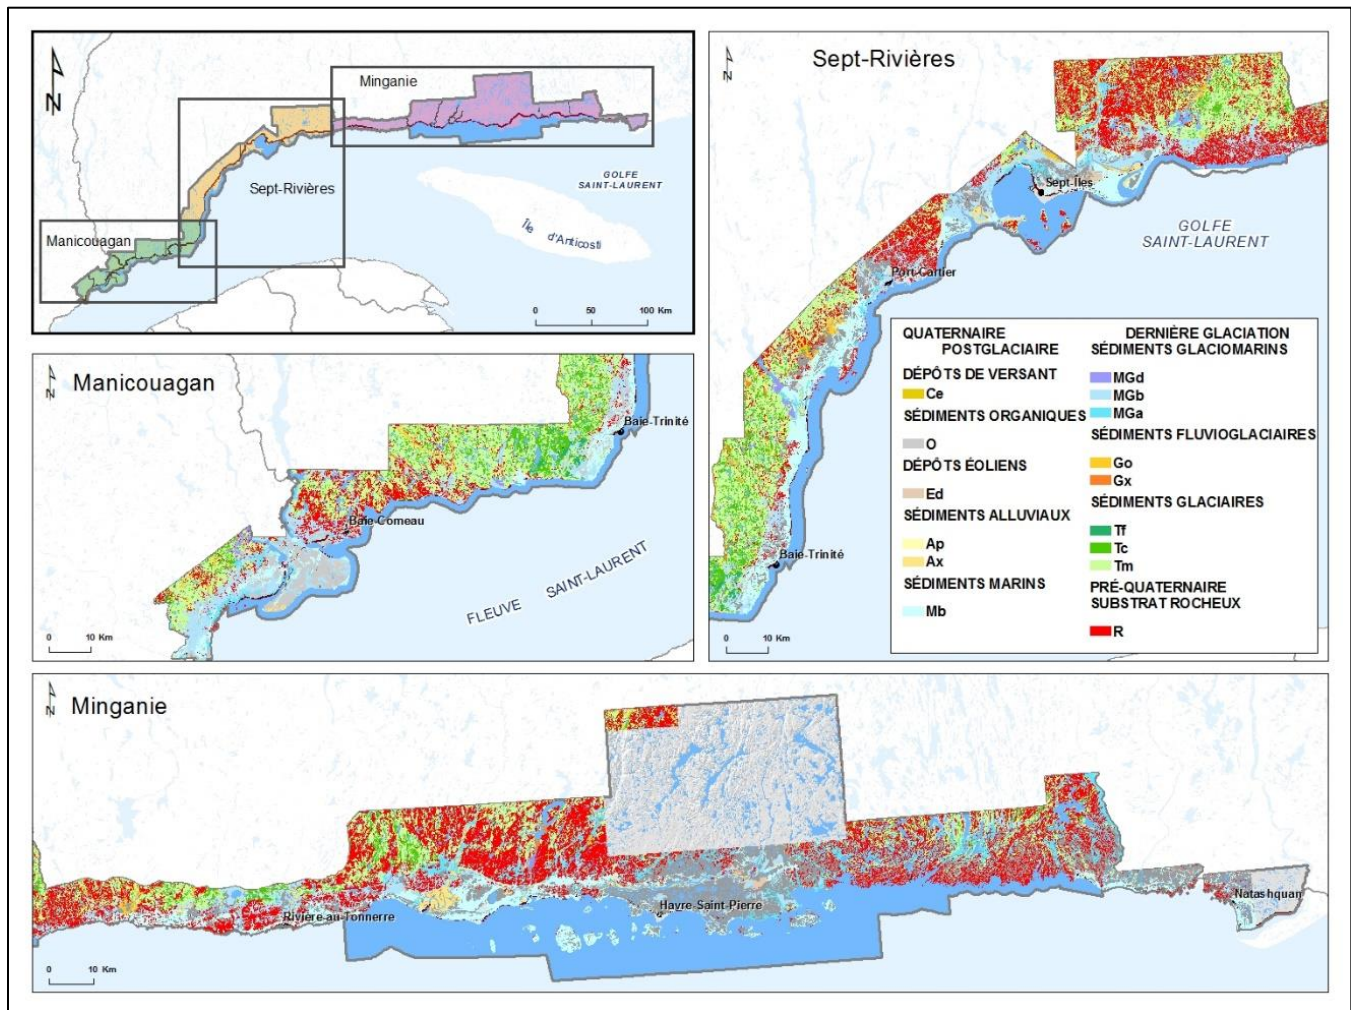 N
Minganie
Sept-Rivières
Manicouagan
GOLFE
SAINT-LAURENT
Île d'Anticosti
0 50 100 Km
Manicouagan
N
Baie-Trinité
Baie-Comeau
FLEUVE SAINT-LAURENT
0 10 Km
Sept-Rivières
N
Sept-Îles
GOLFE
SAINT-LAURENT
Port-Cartier
Baie-Trinité
0 10 Km
QUATERNAIRE
POSTGLACIAIRE
DÉPÔTS DE VERSANT
Ce
SÉDIMENTS ORGANIQUES
O
DÉPÔTS ÉOLIENS
Ed
SÉDIMENTS ALLUVIAUX
Ap
Ax
SÉDIMENTS MARINS
Mb
DERNIÈRE GLACIATION
SÉDIMENTS GLACIOMARINS
MGd
MGb
MGa
SÉDIMENTS FLUVIOGLACIAIRES
Go
Gx
SÉDIMENTS GLACIAIRES
Tf
Tc
Tm
PRÉ-QUATERNAIRE
SUBSTRAT ROCHEUX
R
Minganie
N
Rivière-au-Tonnerre
Havre-Saint-Pierre
Natashquan
0 10 Km